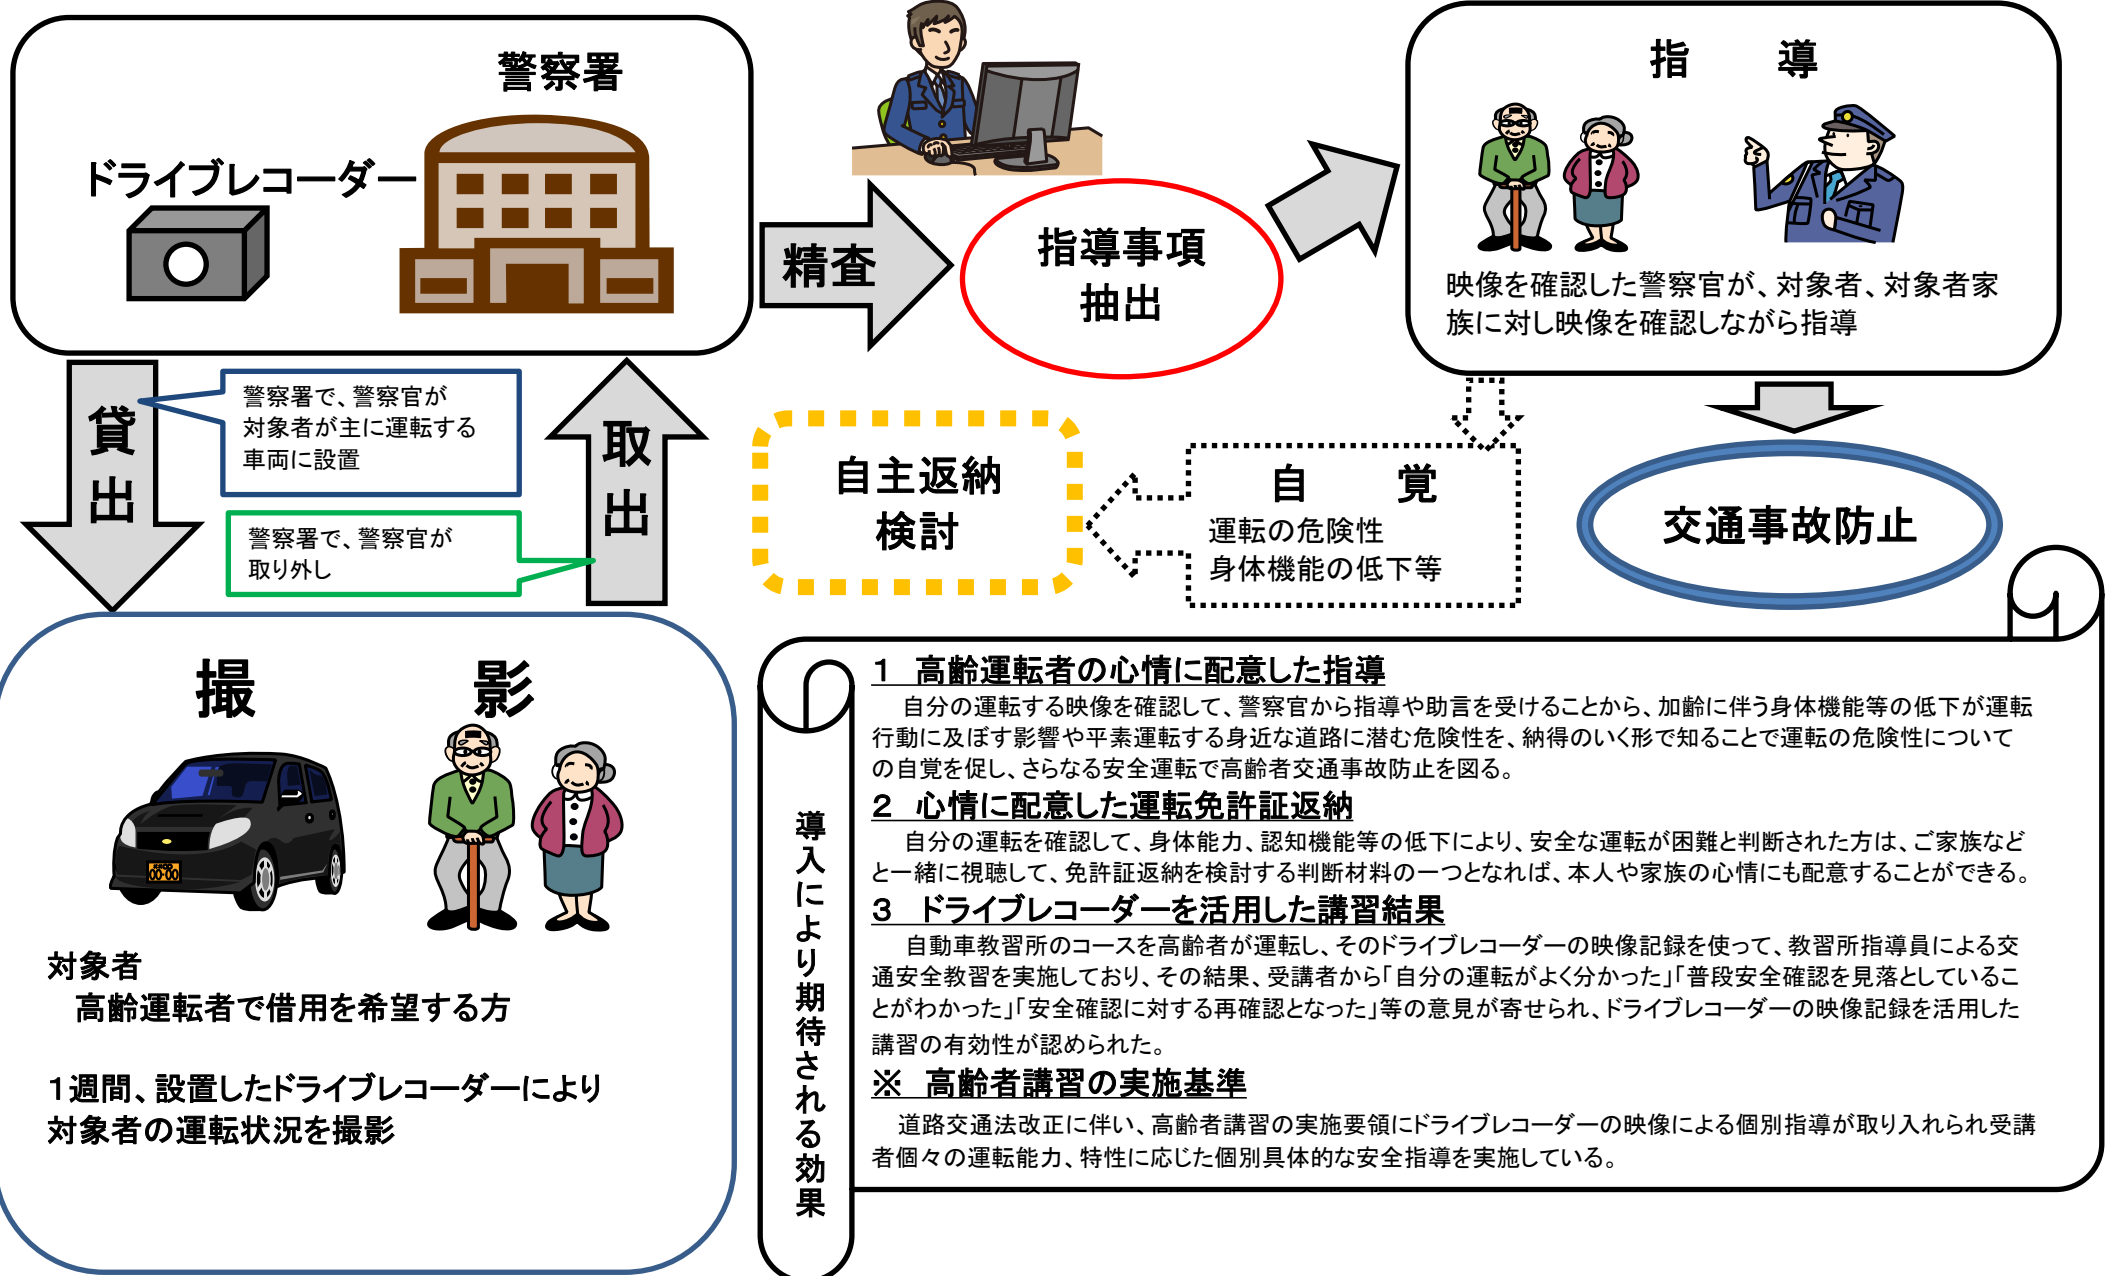 警察署
ドライブレコーダー
精査
指導事項
抽出
指　　導
映像を確認した警察官が、対象者、対象者家
族に対し映像を確認しながら指導
貸出
警察署で、警察官が
対象者が主に運転する
車両に設置
取出
警察署で、警察官が
取り外し
自主返納
検討
自　　覚
運転の危険性
身体機能の低下等
交通事故防止
撮　　影
対象者
高齢運転者で借用を希望する方
１週間、設置したドライブレコーダーにより
対象者の運転状況を撮影
導入により期待される効果
１　高齢運転者の心情に配意した指導
自分の運転する映像を確認して、警察官から指導や助言を受けることから、加齢に伴う身体機能等の低下が運転
行動に及ぼす影響や平素運転する身近な道路に潜む危険性を、納得のいく形で知ることで運転の危険性について
の自覚を促し、さらなる安全運転で高齢者交通事故防止を図る。
２　心情に配意した運転免許証返納
自分の運転を確認して、身体能力、認知機能等の低下により、安全な運転が困難と判断された方は、ご家族など
と一緒に視聴して、免許証返納を検討する判断材料の一つとなれば、本人や家族の心情にも配意することができる。
３　ドライブレコーダーを活用した講習結果
自動車教習所のコースを高齢者が運転し、そのドライブレコーダーの映像記録を使って、教習所指導員による交
通安全教習を実施しており、その結果、受講者から「自分の運転がよく分かった」「普段安全確認を見落としているこ
とがわかった」「安全確認に対する再確認となった」等の意見が寄せられ、ドライブレコーダーの映像記録を活用した
講習の有効性が認められた。
※　高齢者講習の実施基準
道路交通法改正に伴い、高齢者講習の実施要領にドライブレコーダーの映像による個別指導が取り入れられ受講
者個々の運転能力、特性に応じた個別具体的な安全指導を実施している。